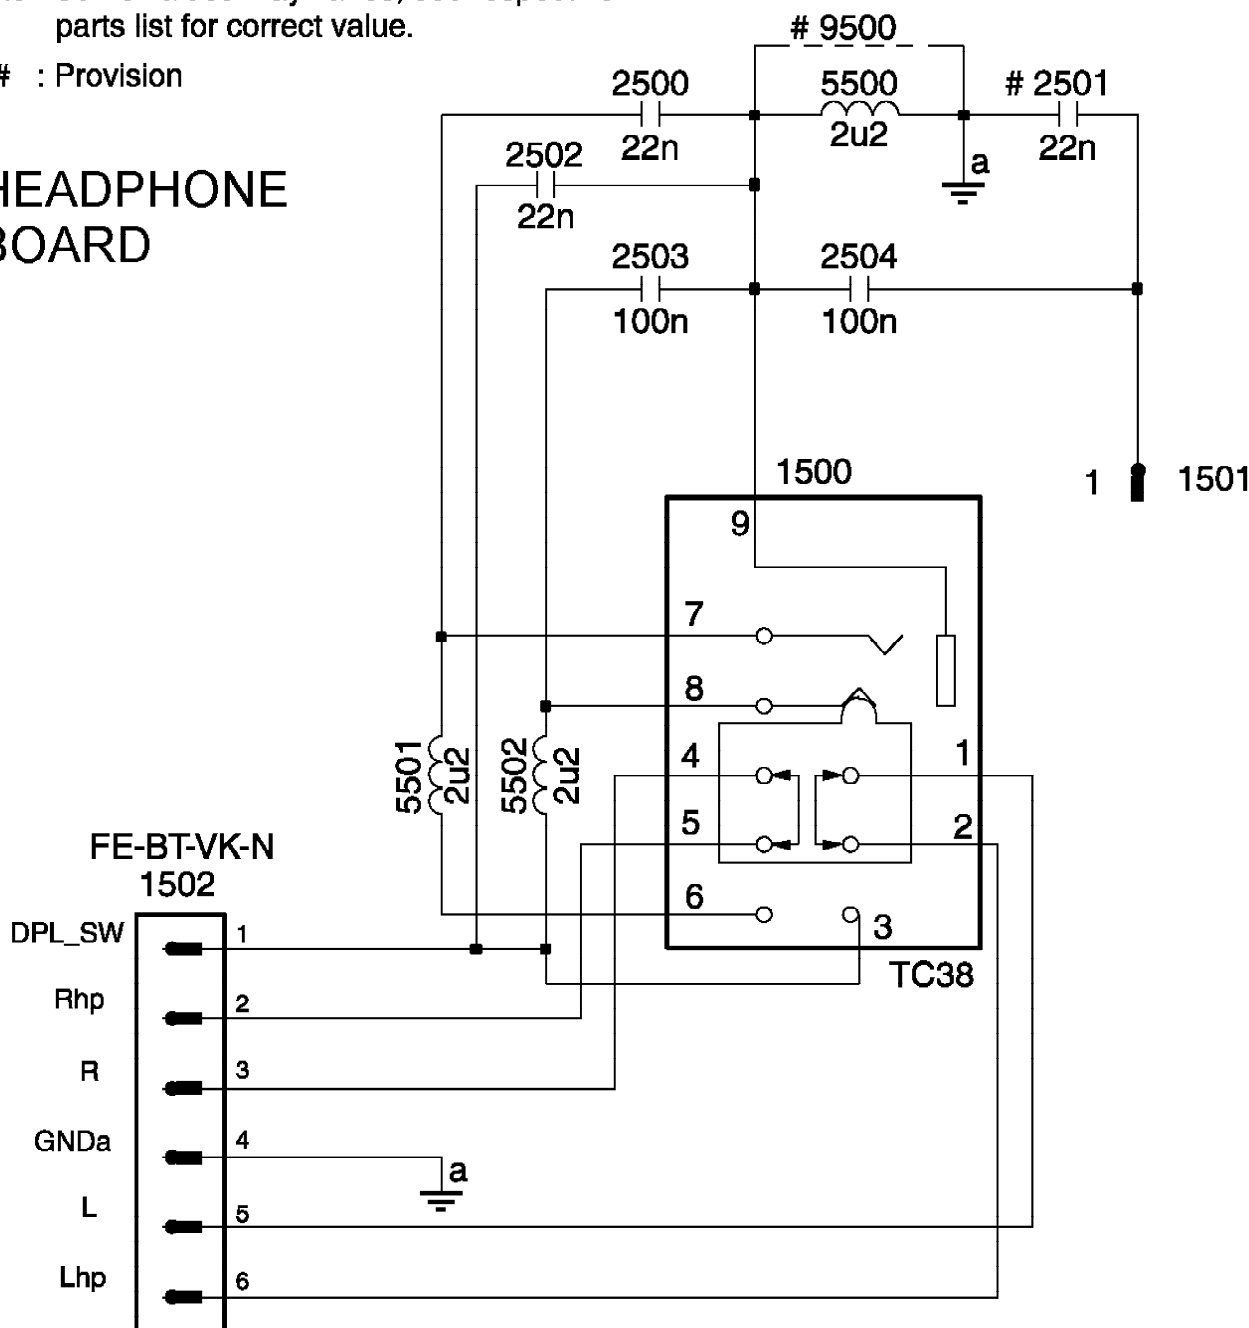 parts list for correct value.
# : Provision
HEADPHONE
BOARD
# 9500
2500
5500
# 2501
22n
2u2
22n
a
2502
22n
2503
2504
100n
100n
1500
1
1501
9
7
8
4
1
5
2
6
3
TC38
5501
2u2
5502
2u2
FE-BT-VK-N
1502
DPL_SW
1
Rhp
2
R
3
GNDa
4
a
L
5
Lhp
6